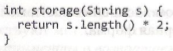 int storage(String s) {
  return s.length() * 2;
}